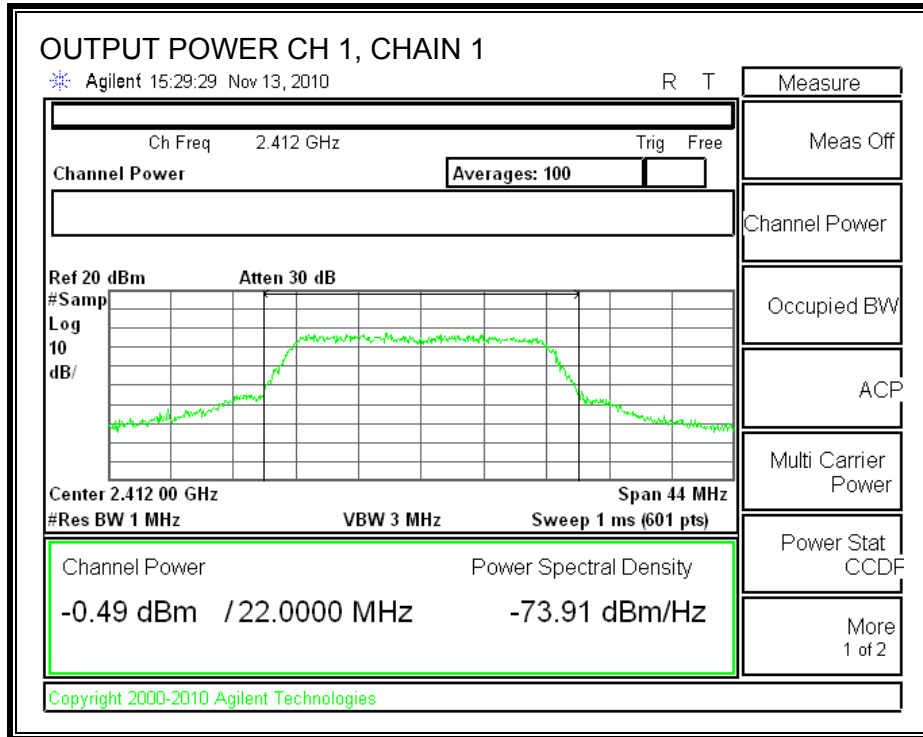 OUTPUT POWER CH 1, CHAIN 1
Agilent 15:29:29 Nov 13, 2010 R T
Ch Freq 2.412 GHz Trig Free
Channel Power Averages: 100
Ref 20 dBm Atten 30 dB
#Samp
Log
10
dB/
Center 2.412 00 GHz Span 44 MHz
#Res BW 1 MHz VBW 3 MHz Sweep 1 ms (601 pts)
Channel Power Power Spectral Density
-0.49 dBm / 22.0000 MHz -73.91 dBm/Hz
Copyright 2000-2010 Agilent Technologies
Measure
Meas Off
Channel Power
Occupied BW
ACP
Multi Carrier
Power
Power Stat
CCDF
More
1 of 2